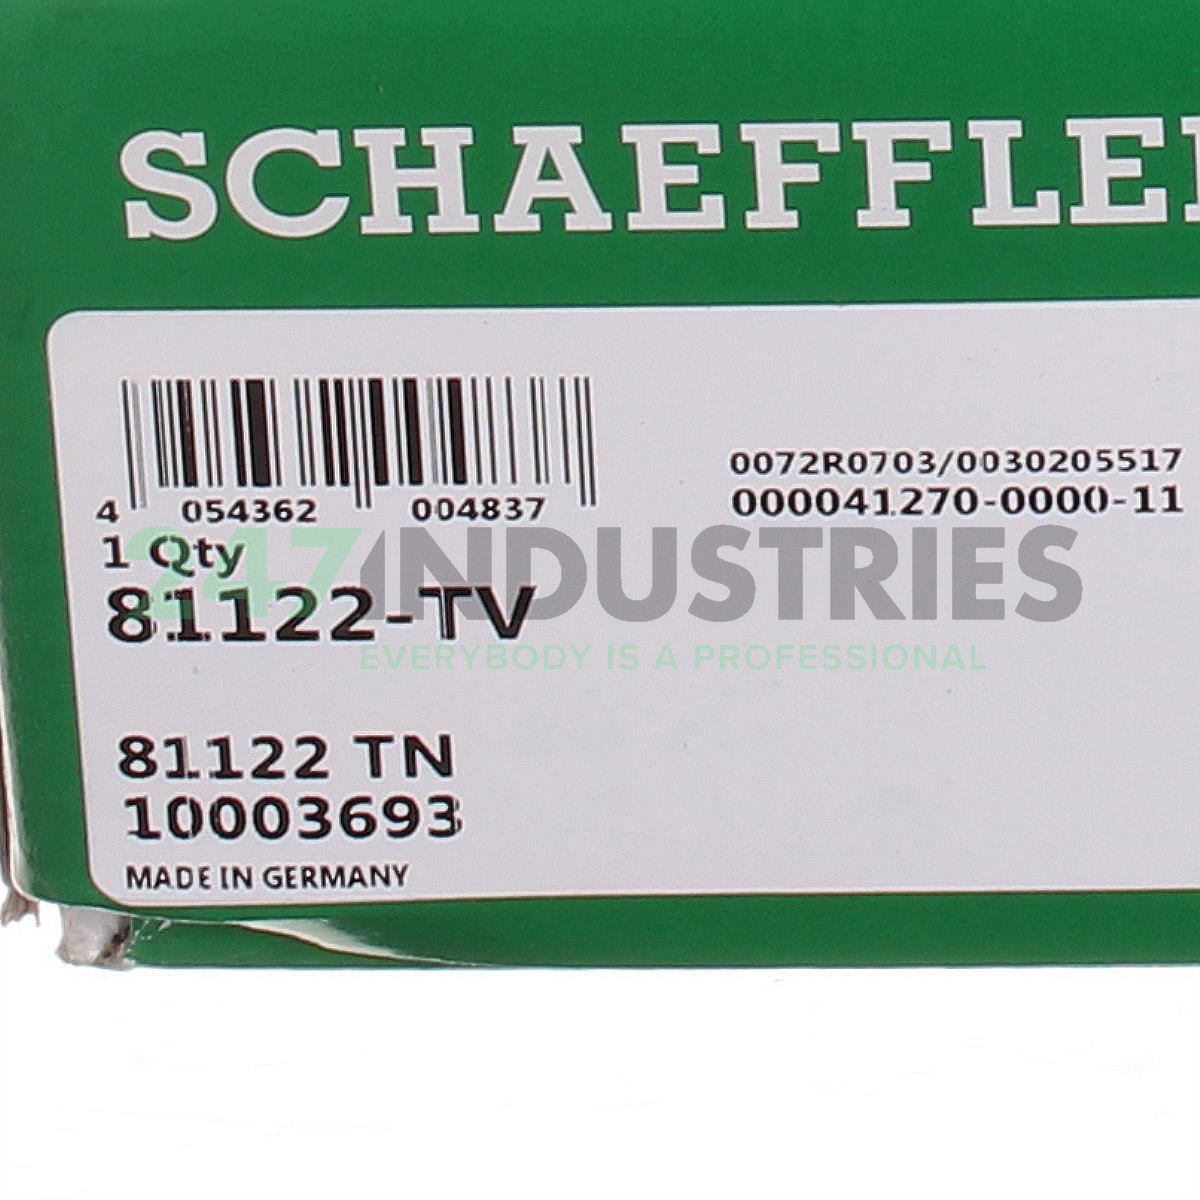 SCHAEFFLE
0072R0703/0030205517
000041270-0000-11
4 054362 004837
1 Qty
247INDUSTRIES
81122-TV
EVERYBODY IS A PROFESSIONAL
81122 TN
10003693
MADE IN GERMANY